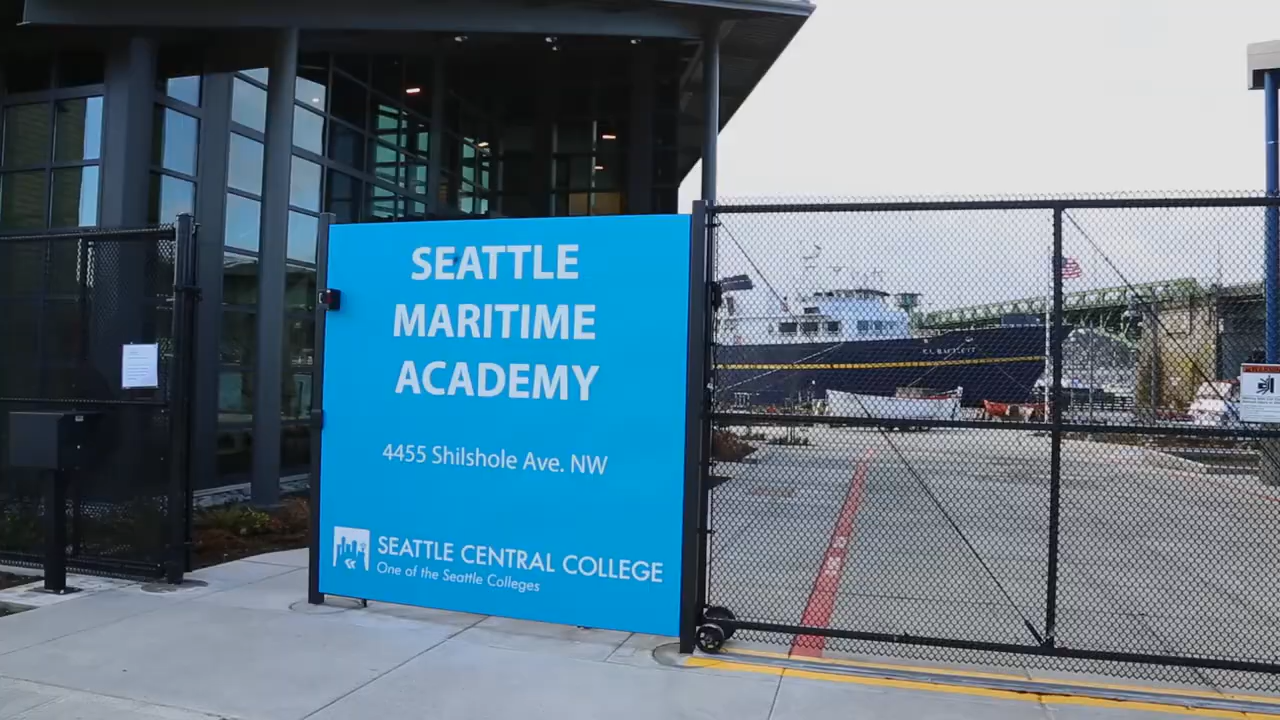 SEATTLE
MARITIME
ACADEMY
4455 Shilshole Ave. NW
SEATTLE CENTRAL COLLEGE
One of the Seattle Colleges